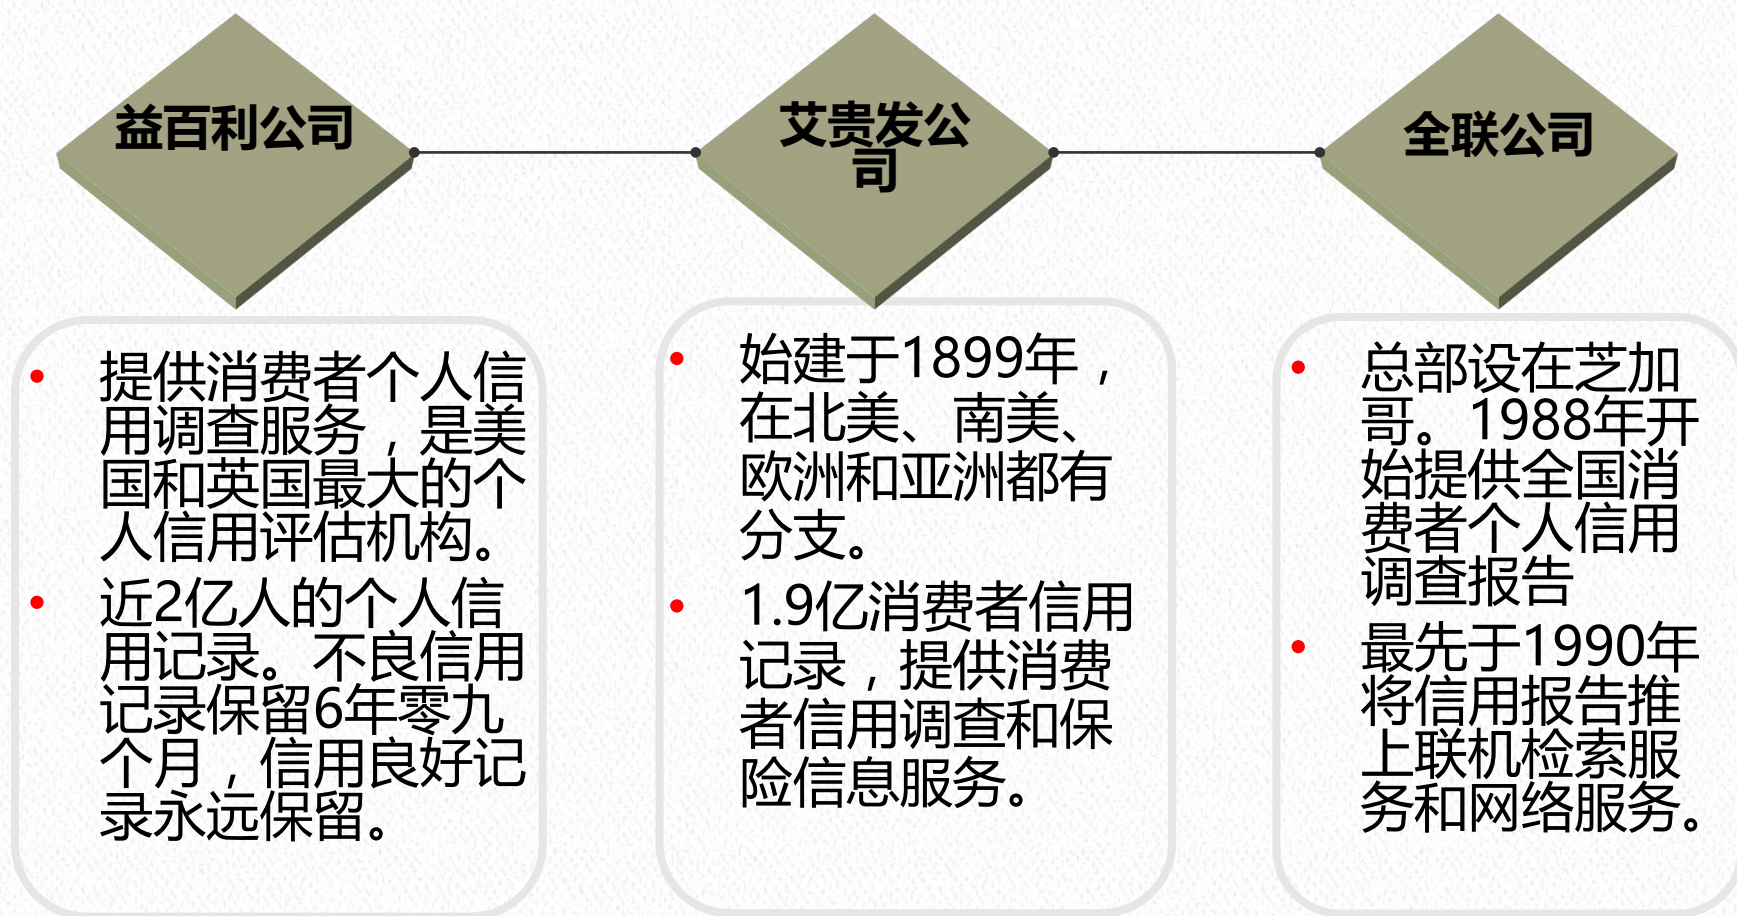 益百利公司
艾贵发公
司
全联公司
• 提供消费者个人信
用调查服务，是美
国和英国最大的个
人信用评估机构。
• 近2亿人的个人信
用记录。不良信用
记录保留6年零九
个月，信用良好记
录永远保留。
• 始建于1899年，
在北美、南美、
欧洲和亚洲都有
分支。
• 1.9亿消费者信用
记录，提供消费
者信用调查和保
险信息服务。
• 总部设在芝加
哥。1988年开
始提供全国消
费者个人信用
调查报告
• 最先于1990年
将信用报告推
上联机检索服
务和网络服务。